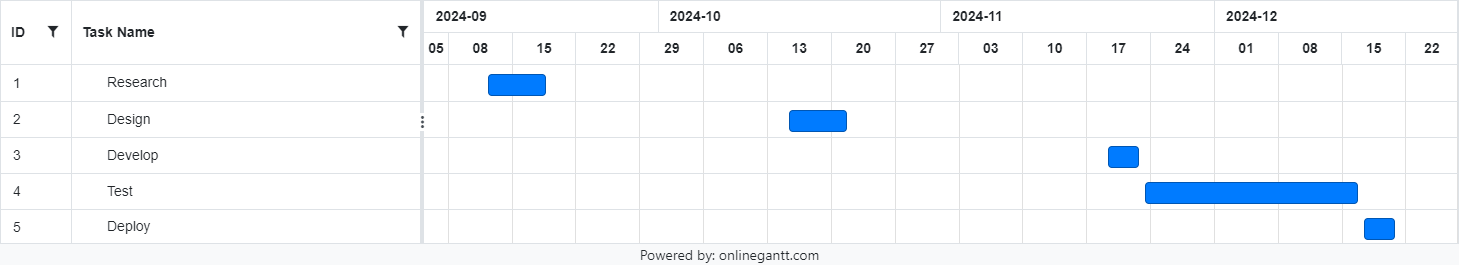 ID Task Name 2024-09 2024-10 2024-11 2024-12
05 08 15 22 29 06 13 20 27 03 10 17 24 01 08 15 22
1 Research
2 Design
3 Develop
4 Test
5 Deploy
Powered by: onlinegantt.com